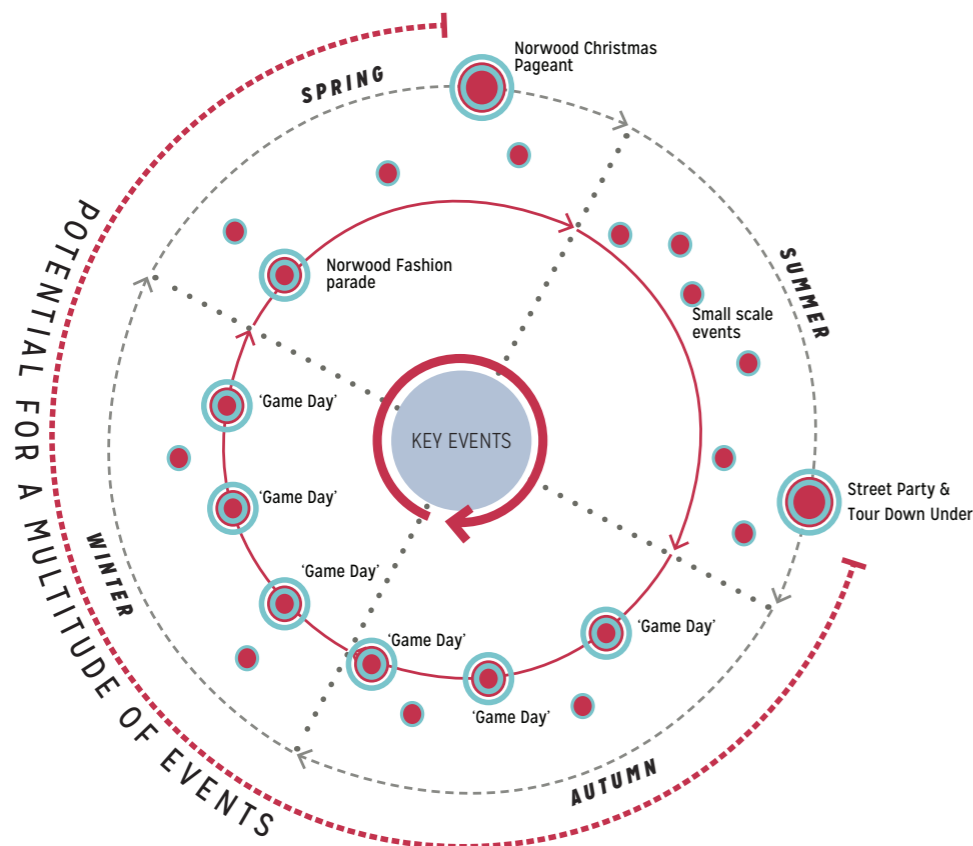 Norwood Christmas
Pageant
SPRING
SUMMER
Norwood Fashion
parade
Small scale
events
POTENTIAL FOR A MULTITUDE OF EVENTS
'Game Day'
KEY EVENTS
'Game Day'
Street Party &
Tour Down Under
WINTER
'Game Day'
'Game Day'
'Game Day'
'Game Day'
AUTUMN